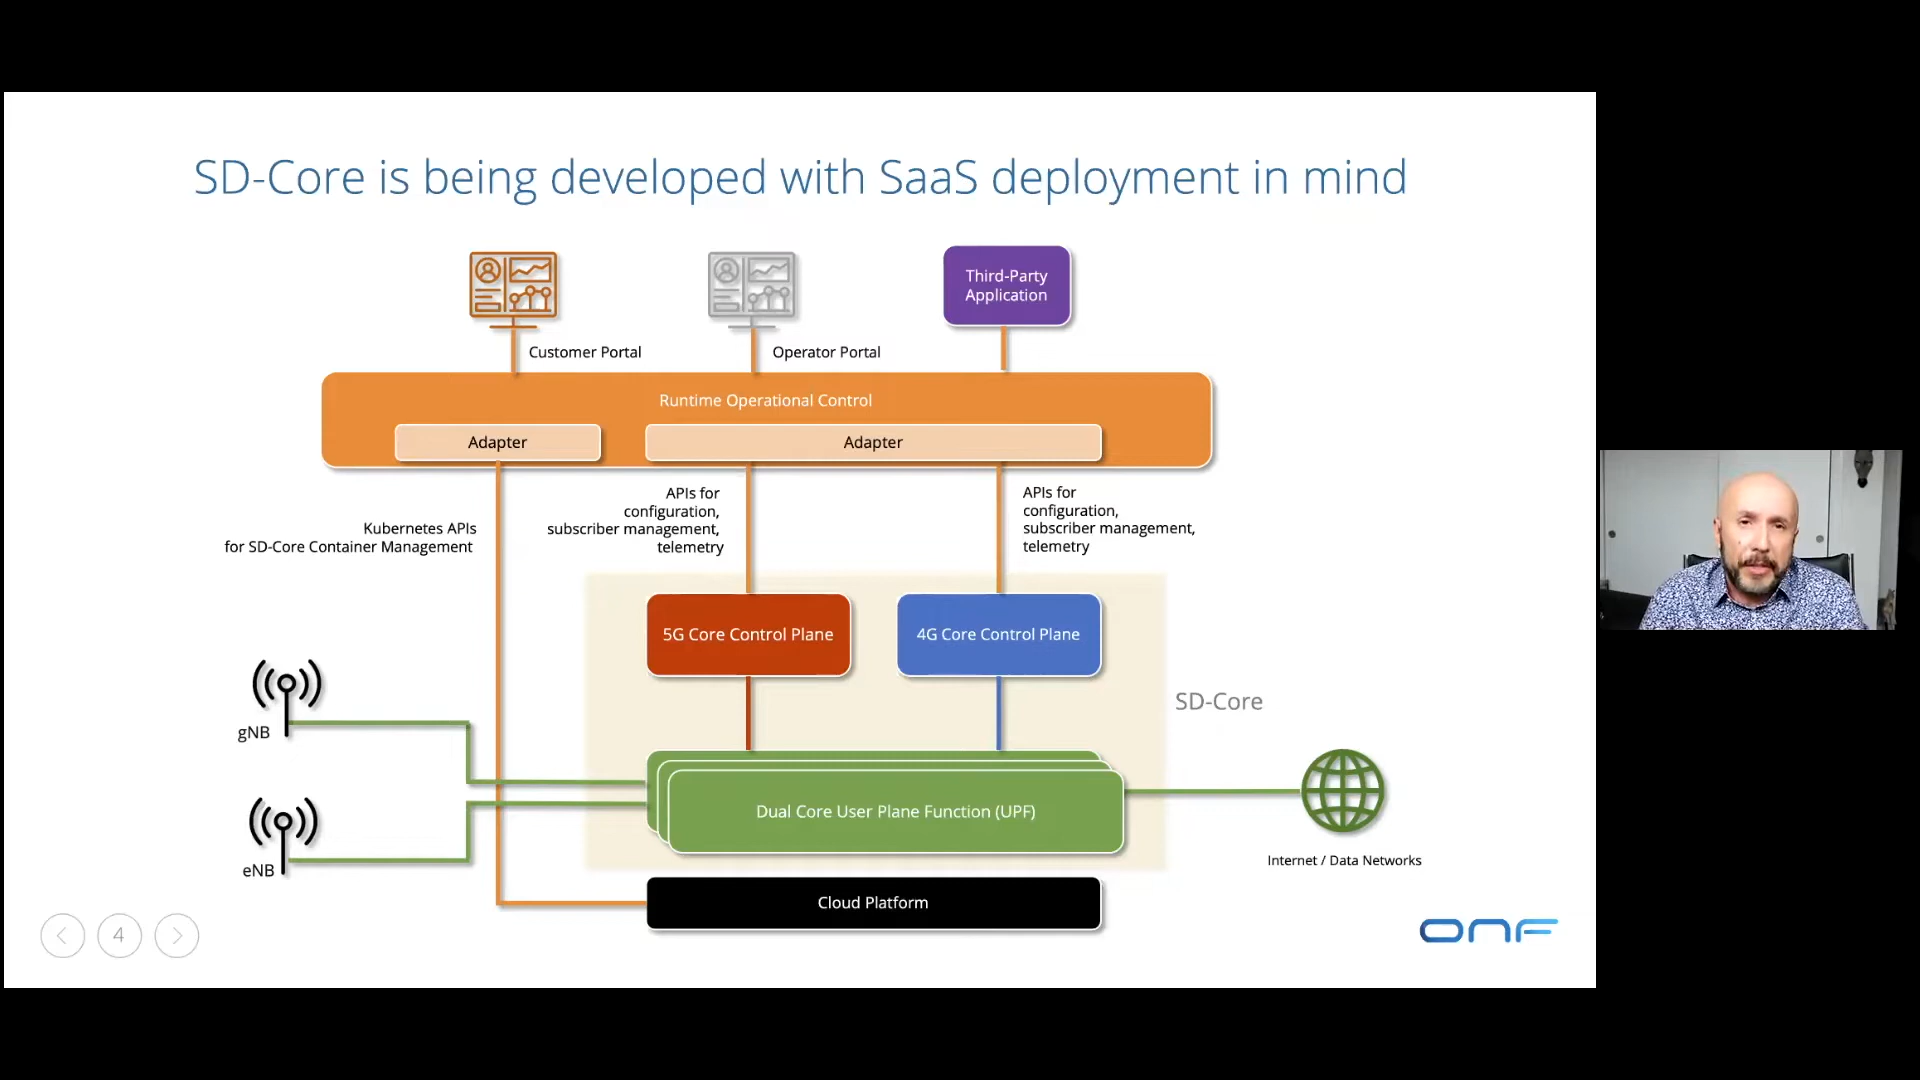 SD-Core is being developed with SaaS deployment in mind
Third-Party
Application
Customer Portal
Operator Portal
Runtime Operational Control
Adapter
Adapter
Kubernetes APIs
for SD-Core Container Management
APIs for
configuration,
subscriber management,
telemetry
APIs for
configuration,
subscriber management,
telemetry
5G Core Control Plane
4G Core Control Plane
SD-Core
gNB
eNB
Dual Core User Plane Function (UPF)
Internet / Data Networks
Cloud Platform
4
ONF